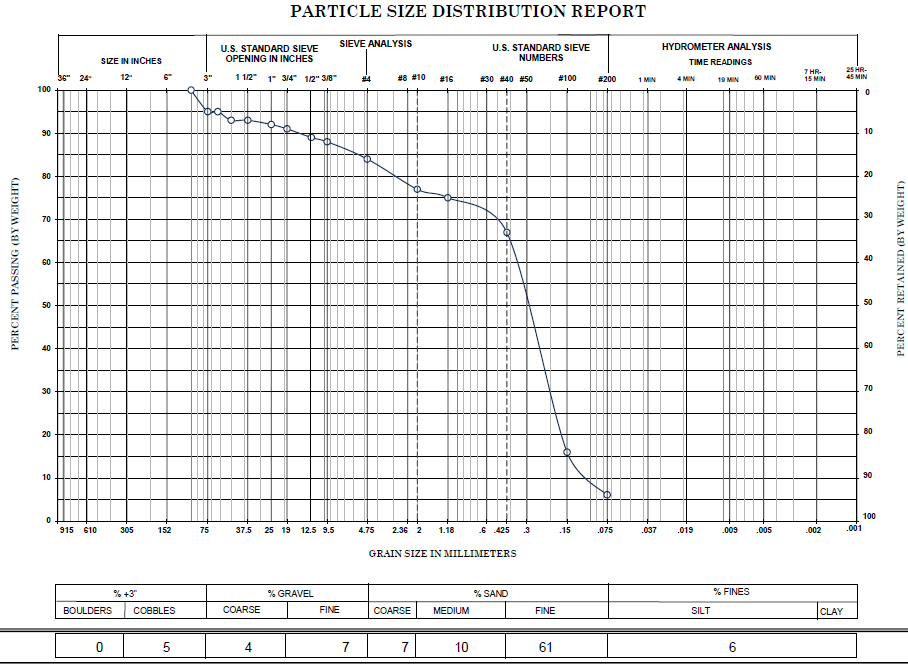 PARTICLE SIZE DISTRIBUTION REPORT
SIZE IN INCHES
U.S. STANDARD SIEVE
OPENING IN INCHES
SIEVE ANALYSIS
U.S. STANDARD SIEVE
NUMBERS
HYDROMETER ANALYSIS
TIME READINGS
36" 24" 12" 6" 3" 1 1/2" 1" 3/4" 1/2" 3/8" #4 #8 #10 #16 #30 #40 #50 #100 #200 1 MIN 4 MIN 19 MIN 60 MIN 7 HR- 15 MIN 25 HR- 45 MIN
100 0
90 10
80 20
70 30
60 40
50 50
40 60
30 70
20 80
10 90
0 100
PERCENT PASSING (BY WEIGHT)
PERCENT RETAINED (BY WEIGHT)
915 610 305 152 75 37.5 25 19 12.5 9.5 4.75 2.36 2 1.18 .6 .425 .3 .15 .075 .037 .019 .009 .005 .002 .001
GRAIN SIZE IN MILLIMETERS
% +3" % GRAVEL % SAND % FINES
BOULDERS COBBLES COARSE FINE COARSE MEDIUM FINE SILT CLAY
0 5 4 7 7 10 61 6